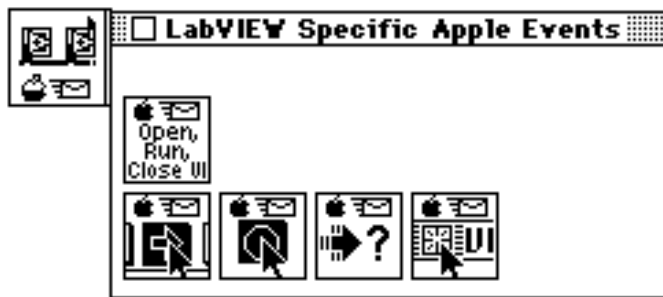 LabVIEW Specific Apple Events
Open,
Run,
Close VI
?
VI